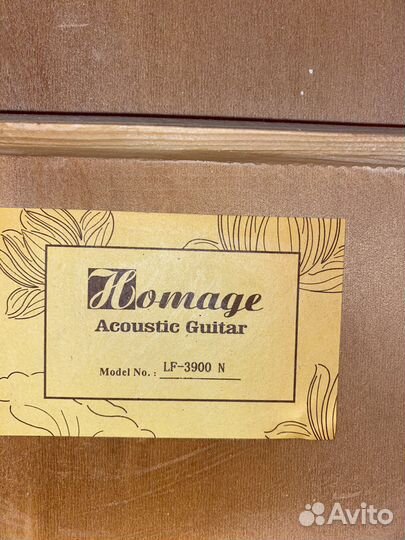 Homage
Acoustic Guitar
Model No. : LF-3900 N
Avito